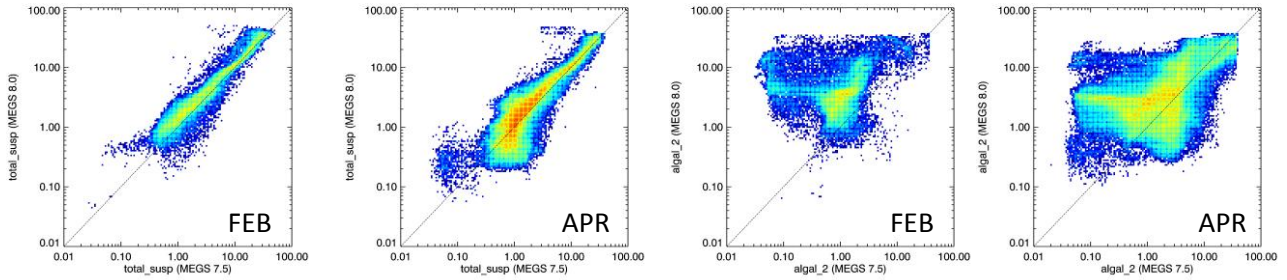 100.00
10.00
1.00
0.10
0.01
total_susp (MEGS 8.0)
FEB
0.01 0.10 1.00 10.00 100.00
total_susp (MEGS 7.5)
100.00
10.00
1.00
0.10
0.01
total_susp (MEGS 8.0)
APR
0.01 0.10 1.00 10.00 100.00
total_susp (MEGS 7.5)
100.00
10.00
1.00
0.10
0.01
algal_2 (MEGS 8.0)
FEB
0.01 0.10 1.00 10.00 100.00
algal_2 (MEGS 7.5)
100.00
10.00
1.00
0.10
0.01
algal_2 (MEGS 8.0)
APR
0.01 0.10 1.00 10.00 100.00
algal_2 (MEGS 7.5)